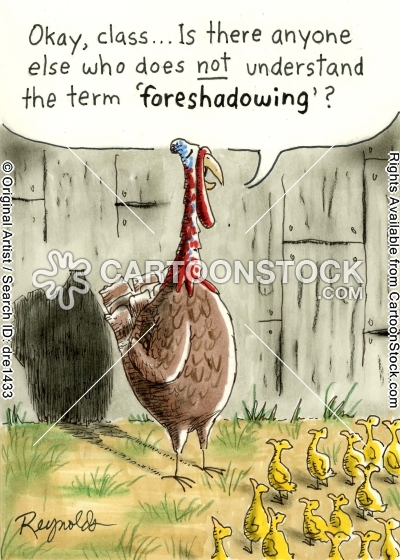 Okay, class... Is there anyone
else who does not understand
the term 'foreshadowing'?
© Original Artist / Search ID: dre1433
Rights Available from CartoonStock.com
CARTOONSTOCK
.COM
Reynolds